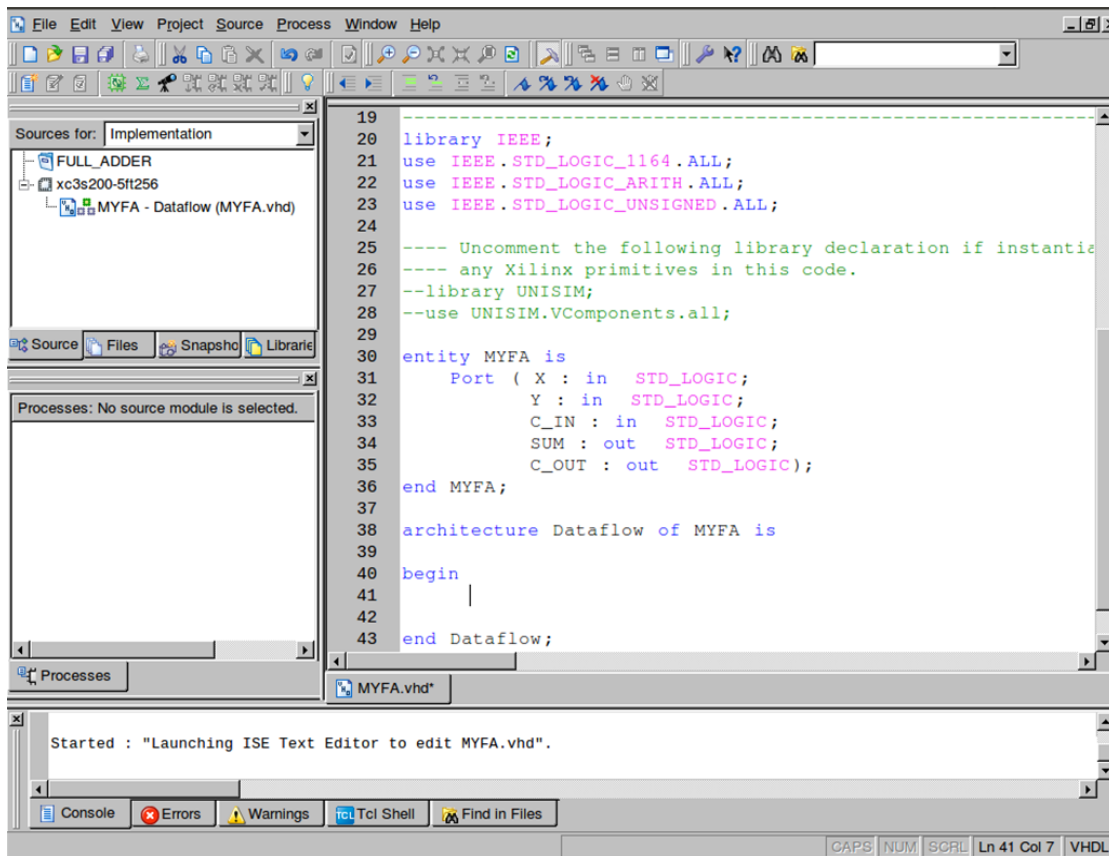 File Edit View Project Source Process Window Help
Sources for: Implementation
FULL_ADDER
xc3s200-5ft256
MYFA - Dataflow (MYFA.vhd)
Source Files Snapsho Librarie
Processes: No source module is selected.
Processes
19 --------------------------------------------------------------
20 library IEEE;
21 use IEEE.STD_LOGIC_1164.ALL;
22 use IEEE.STD_LOGIC_ARITH.ALL;
23 use IEEE.STD_LOGIC_UNSIGNED.ALL;
24
25 ---- Uncomment the following library declaration if instantia
26 ---- any Xilinx primitives in this code.
27 --library UNISIM;
28 --use UNISIM.VComponents.all;
29
30 entity MYFA is
31 Port ( X : in STD_LOGIC;
32 Y : in STD_LOGIC;
33 C_IN : in STD_LOGIC;
34 SUM : out STD_LOGIC;
35 C_OUT : out STD_LOGIC);
36 end MYFA;
37
38 architecture Dataflow of MYFA is
39
40 begin
41
42
43 end Dataflow;
MYFA.vhd*
Started : "Launching ISE Text Editor to edit MYFA.vhd".
Console Errors Warnings TCL Tcl Shell Find in Files
CAPS NUM SCRL Ln 41 Col 7 VHDL